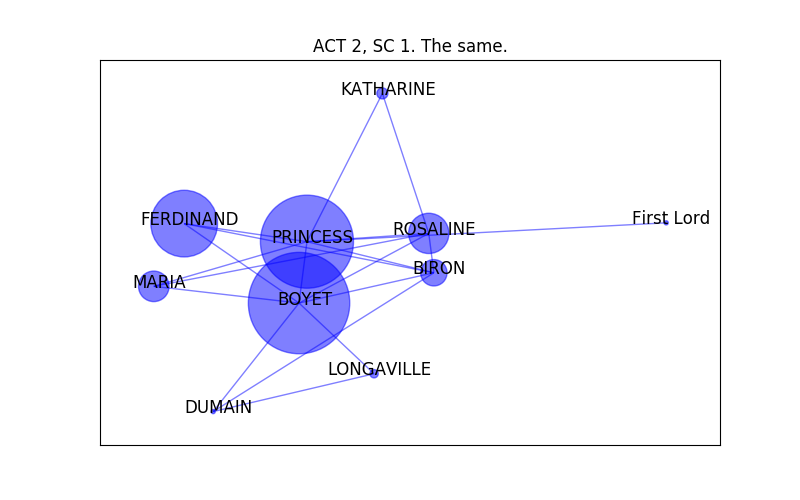 ACT 2, SC 1. The same.
KATHARINE
FERDINAND
First Lord
ROSALINE
PRINCESS
BIRON
MARIA
BOYET
LONGAVILLE
DUMAIN